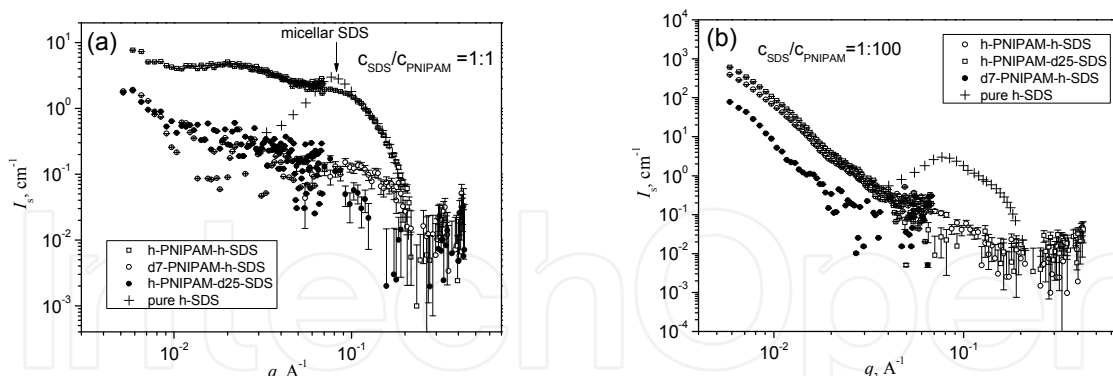 (a)
micellar SDS
c_SDS/c_PNIPAM =1:1
10^1
10^0
10^-1
10^-2
10^-3
I_s, cm^-1
h-PNIPAM-h-SDS
d7-PNIPAM-h-SDS
h-PNIPAM-d25-SDS
pure h-SDS
10^-2
10^-1
q, A^-1
(b)
c_SDS/c_PNIPAM=1:100
10^4
10^3
10^2
10^1
10^0
10^-1
10^-2
10^-3
10^-4
I_s, cm^-1
h-PNIPAM-h-SDS
h-PNIPAM-d25-SDS
d7-PNIPAM-h-SDS
pure h-SDS
10^-2
10^-1
q, A^-1
IntechOpen